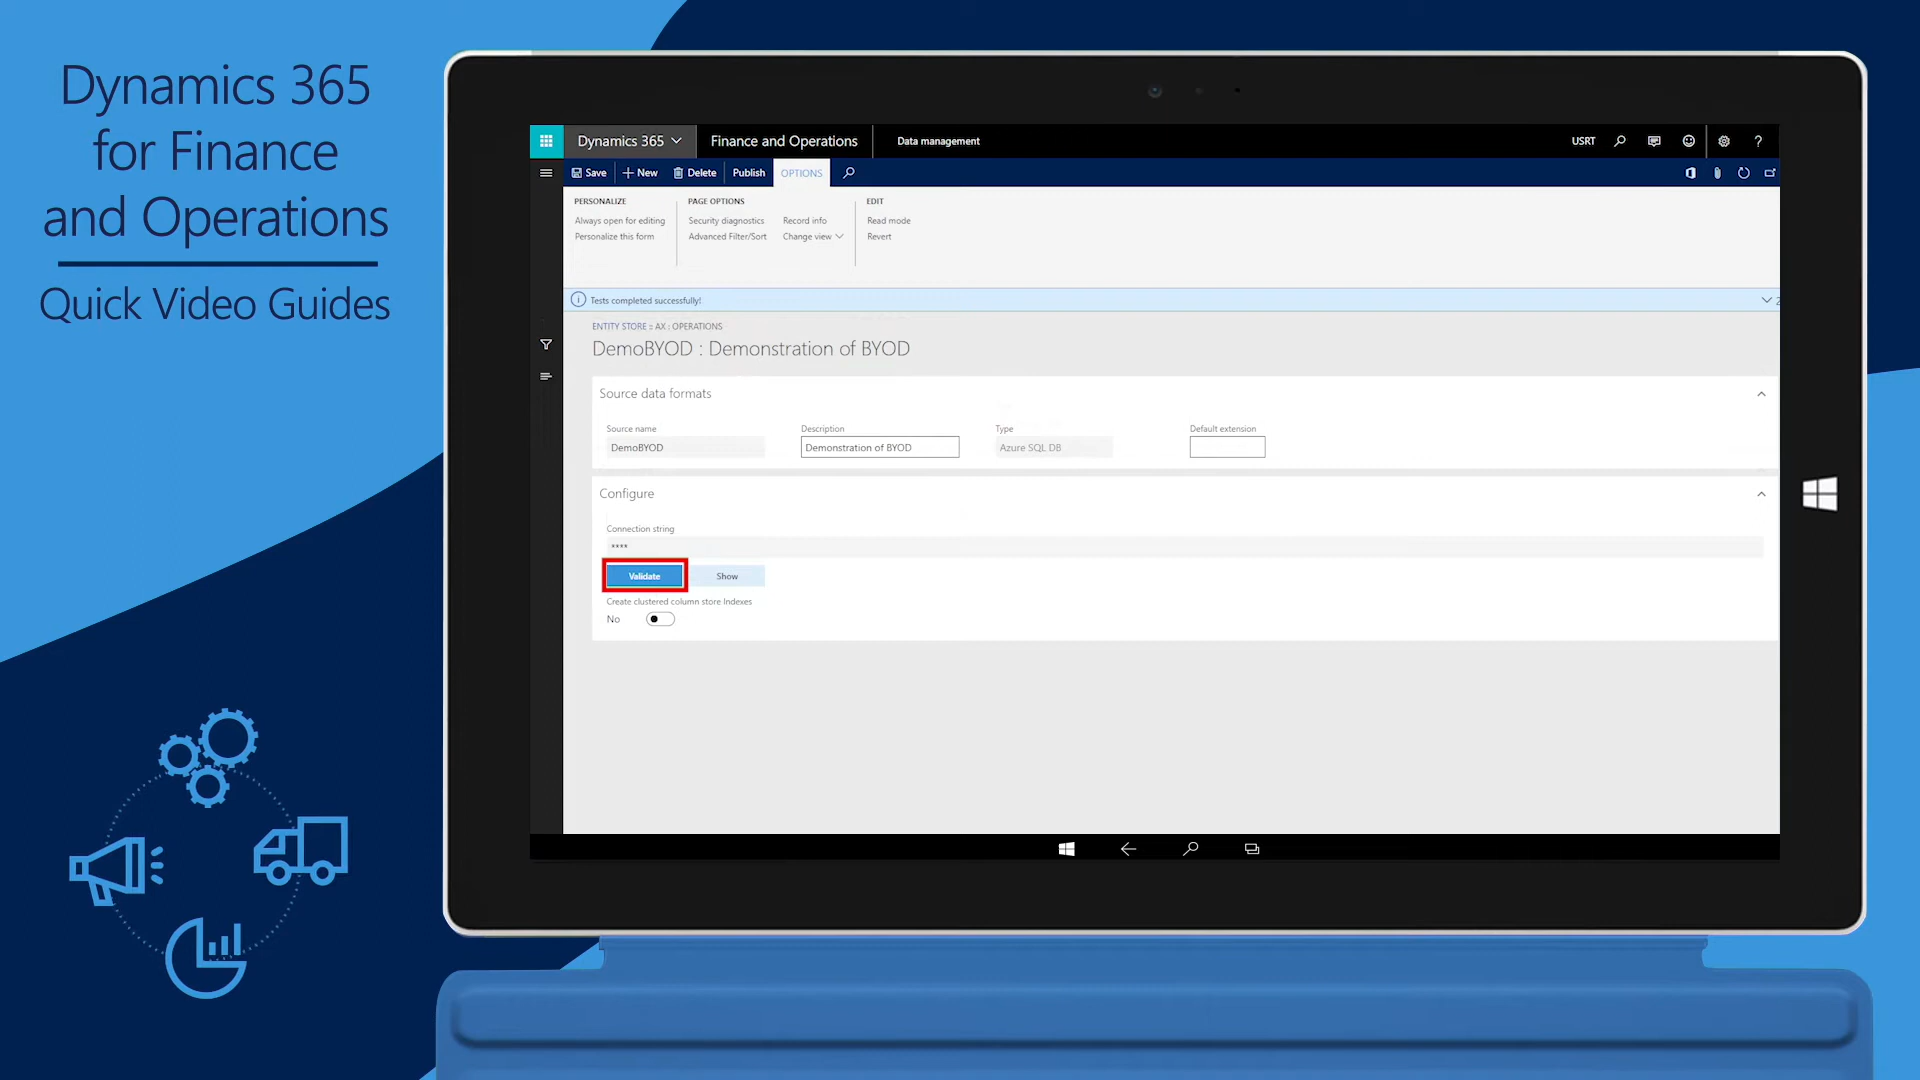 Dynamics 365
for Finance
and Operations
Quick Video Guides
Dynamics 365
Finance and Operations
Data management
USRT
?
Save
+ New
Delete
Publish
OPTIONS
PERSONALIZE
Always open for editing
Personalize this form
PAGE OPTIONS
Security diagnostics
Advanced Filter/Sort
Record info
Change view
EDIT
Read mode
Revert
Tests completed successfully!
2
ENTITY STORE :: AX : OPERATIONS
DemoBYOD : Demonstration of BYOD
Source data formats
Source name
DemoBYOD
Description
Demonstration of BYOD
Type
Azure SQL DB
Default extension
Configure
Connection string
****
Validate
Show
Create clustered column store Indexes
No